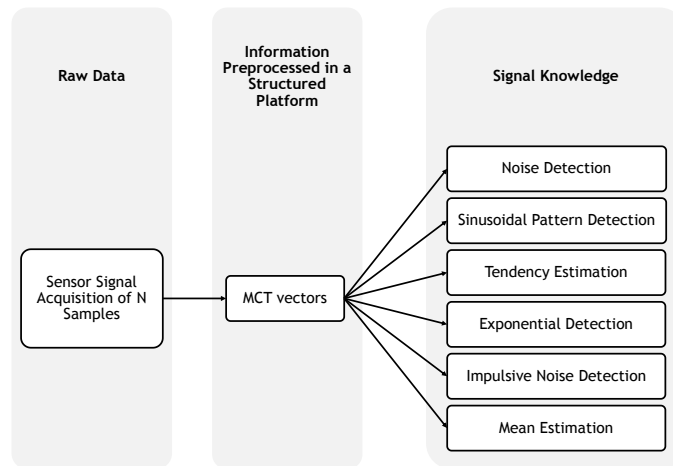 Raw Data
Information
Preprocessed in a
Structured
Platform
Signal Knowledge
Sensor Signal
Acquisition of N
Samples
MCT vectors
Noise Detection
Sinusoidal Pattern Detection
Tendency Estimation
Exponential Detection
Impulsive Noise Detection
Mean Estimation